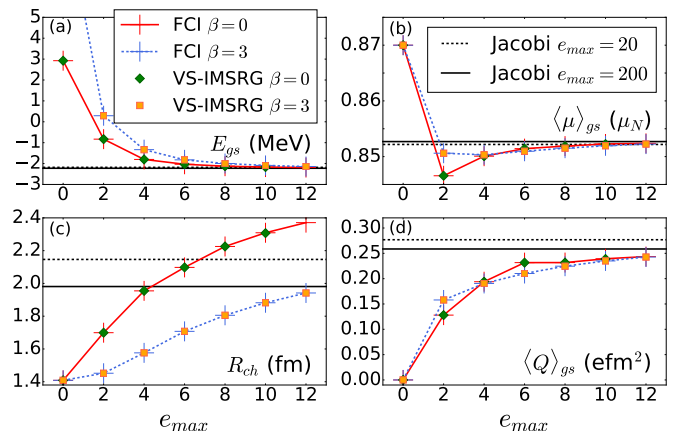 (a)
FCI β=0
FCI β=3
VS-IMSRG β=0
VS-IMSRG β=3
E_gs (MeV)
5
4
3
2
1
0
−1
−2
−3
0 2 4 6 8 10 12
(b)
Jacobi e_max = 20
Jacobi e_max = 200
⟨μ⟩_gs (μ_N)
0.87
0.86
0.85
0 2 4 6 8 10 12
(c)
R_ch (fm)
2.4
2.2
2.0
1.8
1.6
1.4
0 2 4 6 8 10 12
e_max
(d)
⟨Q⟩_gs (efm²)
0.30
0.25
0.20
0.15
0.10
0.05
0.00
0 2 4 6 8 10 12
e_max